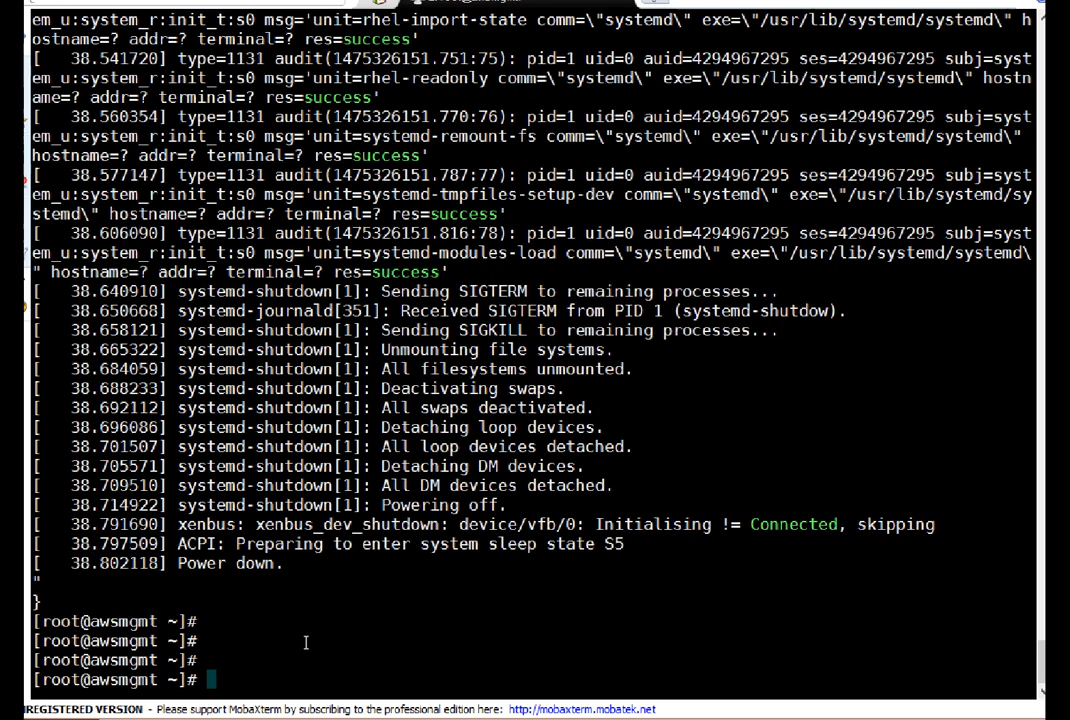 em_u:system_r:init_t:s0 msg='unit=rhel-import-state comm=\"systemd\" exe=\"/usr/lib/systemd/systemd\" h
ostname=? addr=? terminal=? res=success'
[   38.541720] type=1131 audit(1475326151.751:75): pid=1 uid=0 auid=4294967295 ses=4294967295 subj=syst
em_u:system_r:init_t:s0 msg='unit=rhel-readonly comm=\"systemd\" exe=\"/usr/lib/systemd/systemd\" hostn
ame=? addr=? terminal=? res=success'
[   38.560354] type=1131 audit(1475326151.770:76): pid=1 uid=0 auid=4294967295 ses=4294967295 subj=syst
em_u:system_r:init_t:s0 msg='unit=systemd-remount-fs comm=\"systemd\" exe=\"/usr/lib/systemd/systemd\"
hostname=? addr=? terminal=? res=success'
[   38.577147] type=1131 audit(1475326151.787:77): pid=1 uid=0 auid=4294967295 ses=4294967295 subj=syst
em_u:system_r:init_t:s0 msg='unit=systemd-tmpfiles-setup-dev comm=\"systemd\" exe=\"/usr/lib/systemd/sy
stemd\" hostname=? addr=? terminal=? res=success'
[   38.606090] type=1131 audit(1475326151.816:78): pid=1 uid=0 auid=4294967295 ses=4294967295 subj=syst
em_u:system_r:init_t:s0 msg='unit=systemd-modules-load comm=\"systemd\" exe=\"/usr/lib/systemd/systemd\
" hostname=? addr=? terminal=? res=success'
[   38.640910] systemd-shutdown[1]: Sending SIGTERM to remaining processes...
[   38.650668] systemd-journald[351]: Received SIGTERM from PID 1 (systemd-shutdow).
[   38.658121] systemd-shutdown[1]: Sending SIGKILL to remaining processes...
[   38.665322] systemd-shutdown[1]: Unmounting file systems.
[   38.684059] systemd-shutdown[1]: All filesystems unmounted.
[   38.688233] systemd-shutdown[1]: Deactivating swaps.
[   38.692112] systemd-shutdown[1]: All swaps deactivated.
[   38.696086] systemd-shutdown[1]: Detaching loop devices.
[   38.701507] systemd-shutdown[1]: All loop devices detached.
[   38.705571] systemd-shutdown[1]: Detaching DM devices.
[   38.709510] systemd-shutdown[1]: All DM devices detached.
[   38.714922] systemd-shutdown[1]: Powering off.
[   38.791690] xenbus: xenbus_dev_shutdown: device/vfb/0: Initialising != Connected, skipping
[   38.797509] ACPI: Preparing to enter system sleep state S5
[   38.802118] Power down.
"
}
[root@awsmgmt ~]#
[root@awsmgmt ~]#
[root@awsmgmt ~]#
[root@awsmgmt ~]#
REGISTERED VERSION - Please support MobaXterm by subscribing to the professional edition here: http://mobaxterm.mobatek.net